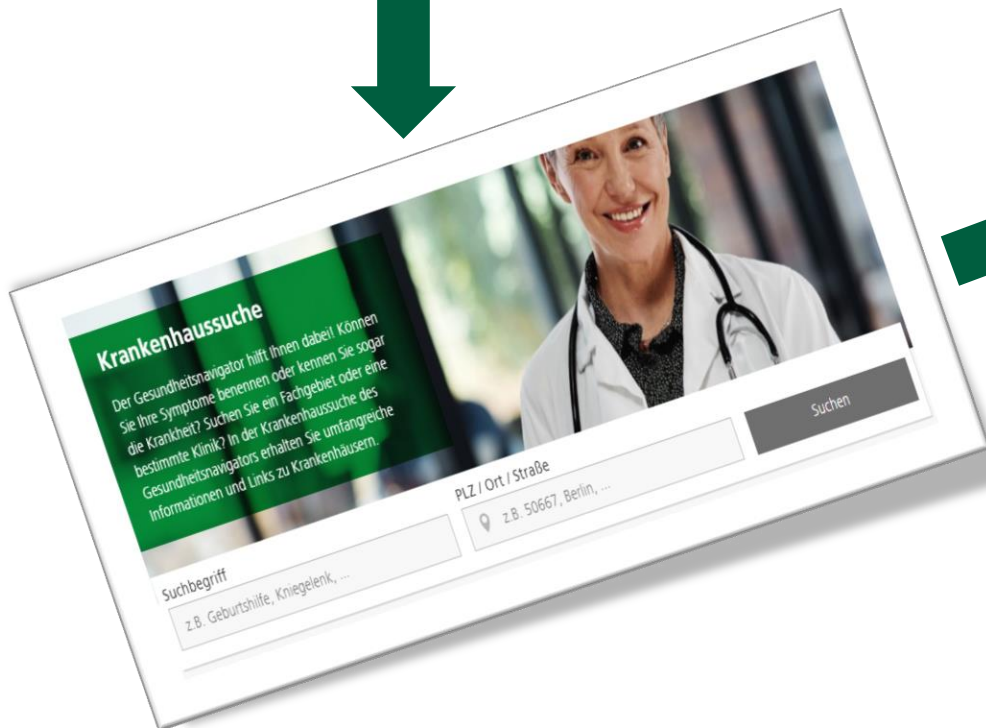 Krankenhaussuche
Der Gesundheitsnavigator hilft Ihnen dabei! Können
Sie Ihre Symptome benennen oder kennen Sie sogar
die Krankheit? Suchen Sie ein Fachgebiet oder eine
bestimmte Klinik? In der Krankenhaussuche des
Gesundheitsnavigators erhalten Sie umfangreiche
Informationen und Links zu Krankenhäusern.
Suchbegriff
z.B. Geburtshilfe, Kniegelenk, ...
PLZ / Ort / Straße
z.B. 50667, Berlin, ...
Suchen